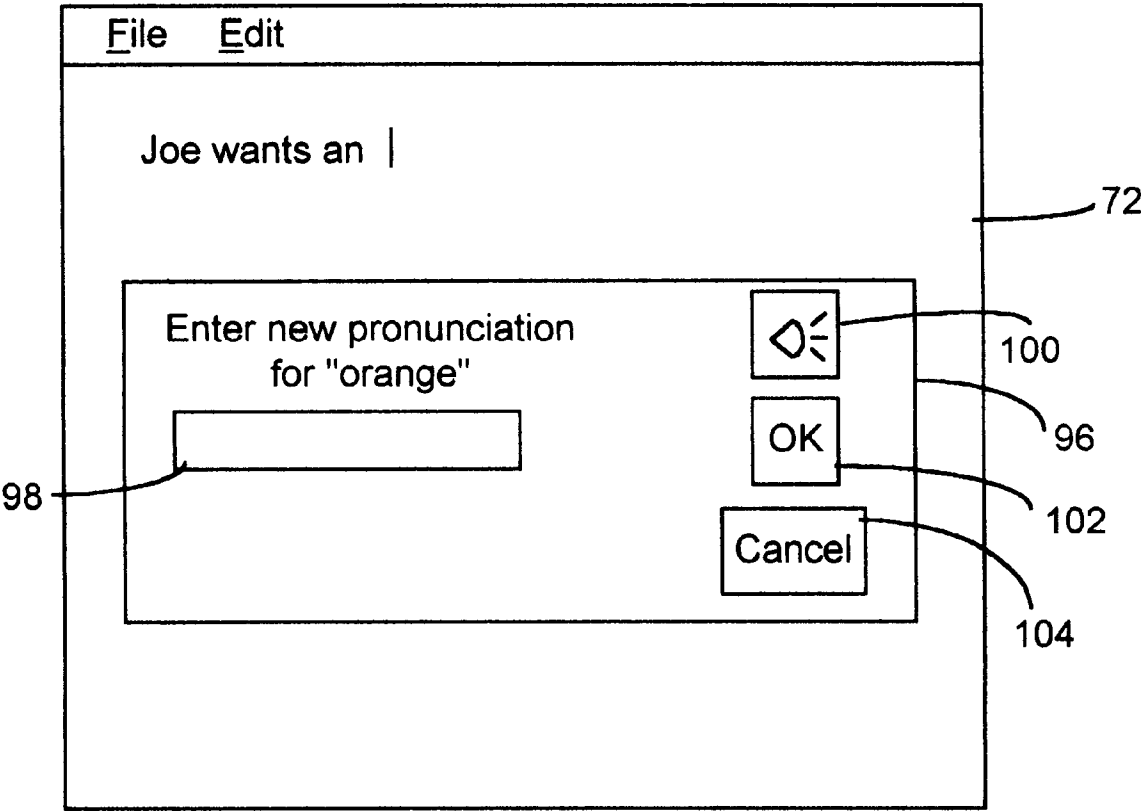 File Edit
Joe wants an
72
Enter new pronunciation
for "orange"
100
96
OK
98
102
Cancel
104